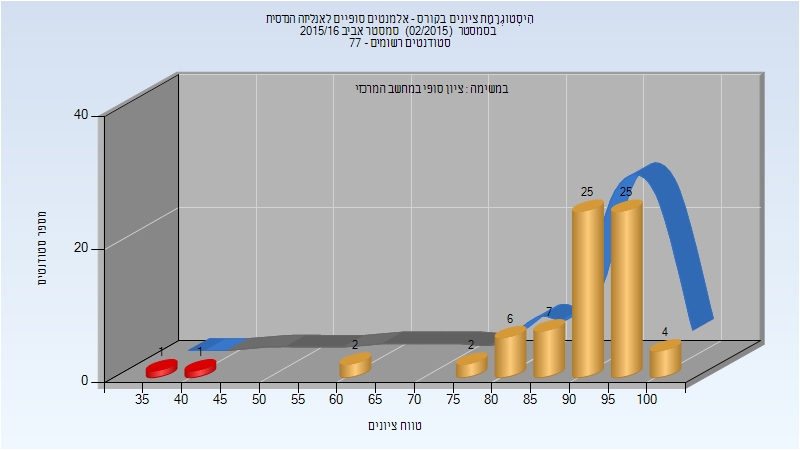 היסטוגרמת ציונים בקורס - אלמנטים סופיים לאנליזה הנדסית
בסמסטר (02/2015) סמסטר אביב 2015/16
סטודנטים רשומים - 77
במשימה : ציון סופי במחשב המרכזי
מספר סטודנטים
40
20
0
1
1
2
2
6
7
25
25
4
35 40 45 50 55 60 65 70 75 80 85 90 95 100
טווח ציונים